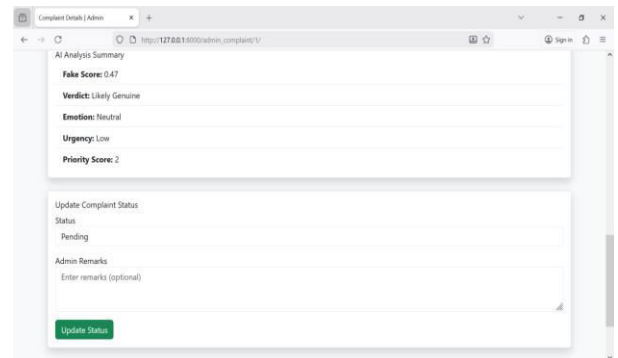 Complaint Details | Admin
http://127.0.0.1:8000/admin_complaint/1/
Sign in
AI Analysis Summary
Fake Score: 0.47
Verdict: Likely Genuine
Emotion: Neutral
Urgency: Low
Priority Score: 2
Update Complaint Status
Status
Pending
Admin Remarks
Enter remarks (optional)
Update Status